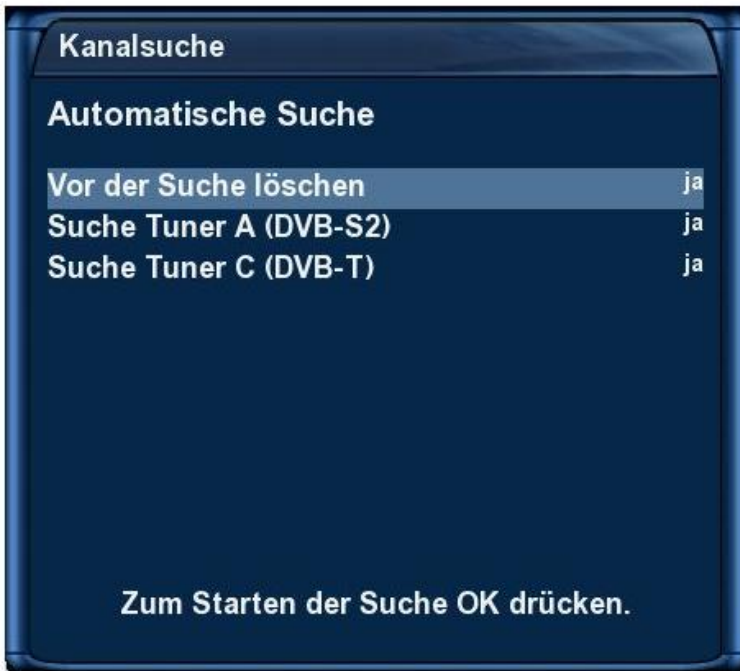 Kanalsuche
Automatische Suche
Vor der Suche löschen ja
Suche Tuner A (DVB-S2) ja
Suche Tuner C (DVB-T) ja
Zum Starten der Suche OK drücken.